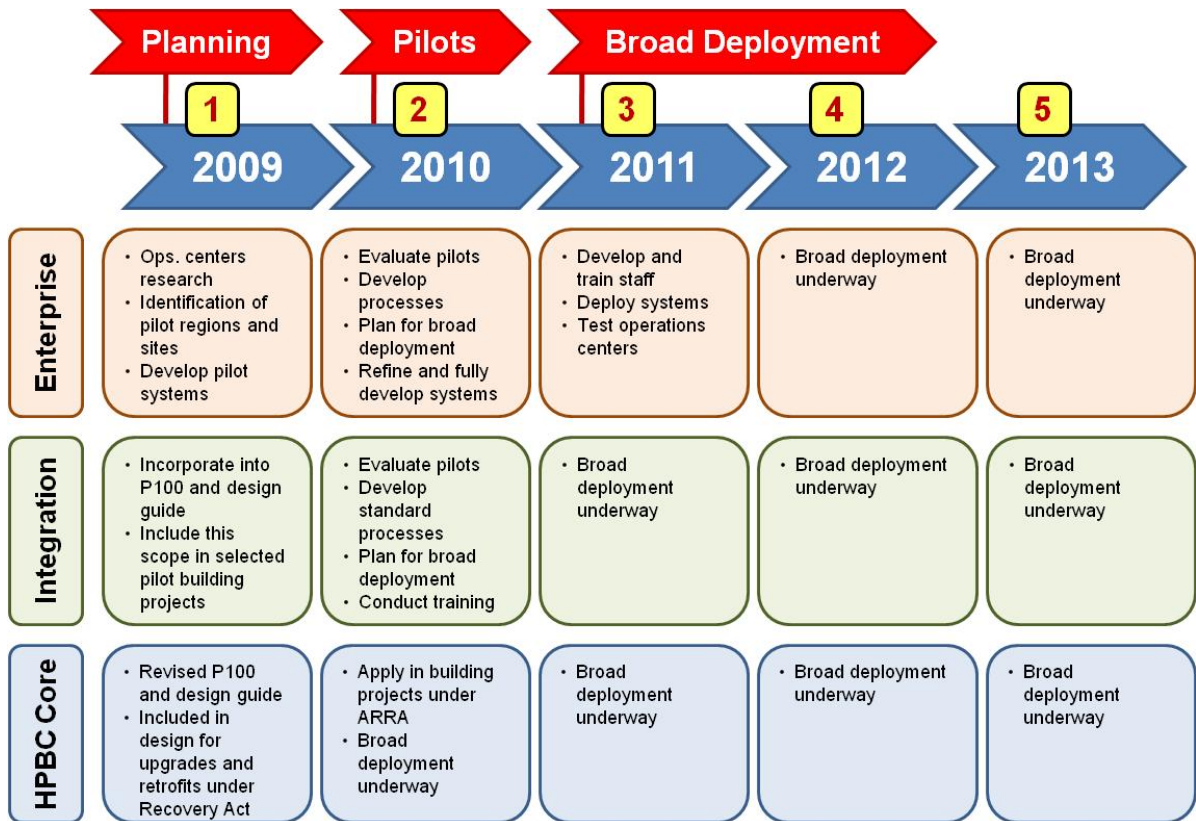 Planning
Pilots
Broad Deployment
1
2
3
4
5
2009
2010
2011
2012
2013
Enterprise
• Ops. centers
research
• Identification of
pilot regions and
sites
• Develop pilot
systems
• Evaluate pilots
• Develop
processes
• Plan for broad
deployment
• Refine and fully
develop systems
• Develop and
train staff
• Deploy systems
• Test operations
centers
• Broad deployment
underway
• Broad
deployment
underway
Integration
• Incorporate into
P100 and design
guide
• Include this
scope in selected
pilot building
projects
• Evaluate pilots
• Develop
standard
processes
• Plan for broad
deployment
• Conduct training
• Broad
deployment
underway
• Broad deployment
underway
• Broad
deployment
underway
HPBC Core
• Revised P100
and design guide
• Included in
design for
upgrades and
retrofits under
Recovery Act
• Apply in building
projects under
ARRA
• Broad
deployment
underway
• Broad
deployment
underway
• Broad deployment
underway
• Broad
deployment
underway